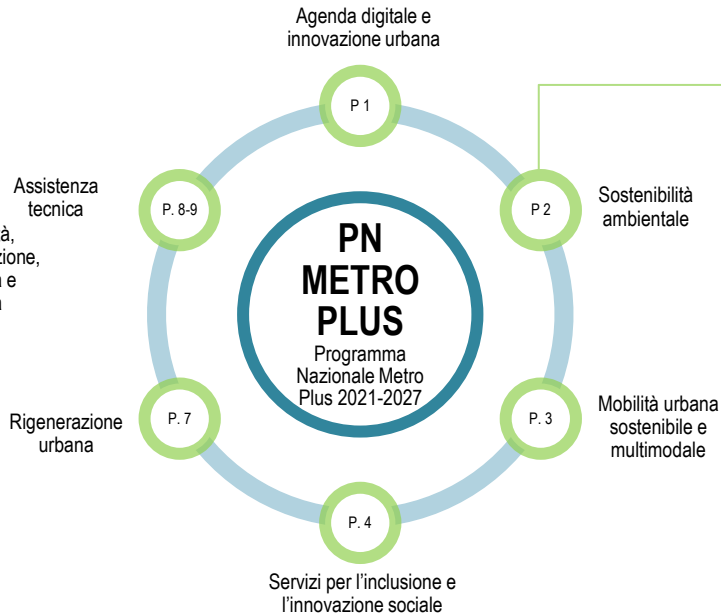 Agenda digitale e
innovazione urbana
P 1
P 2
Sostenibilità
ambientale
P. 3
Mobilità urbana
sostenibile e
multimodale
P. 4
Servizi per l’inclusione e
l’innovazione sociale
P. 7
Rigenerazione
urbana
P. 8-9
Assistenza
tecnica
e
PN
METRO
PLUS
Programma
Nazionale Metro
Plus 2021-2027